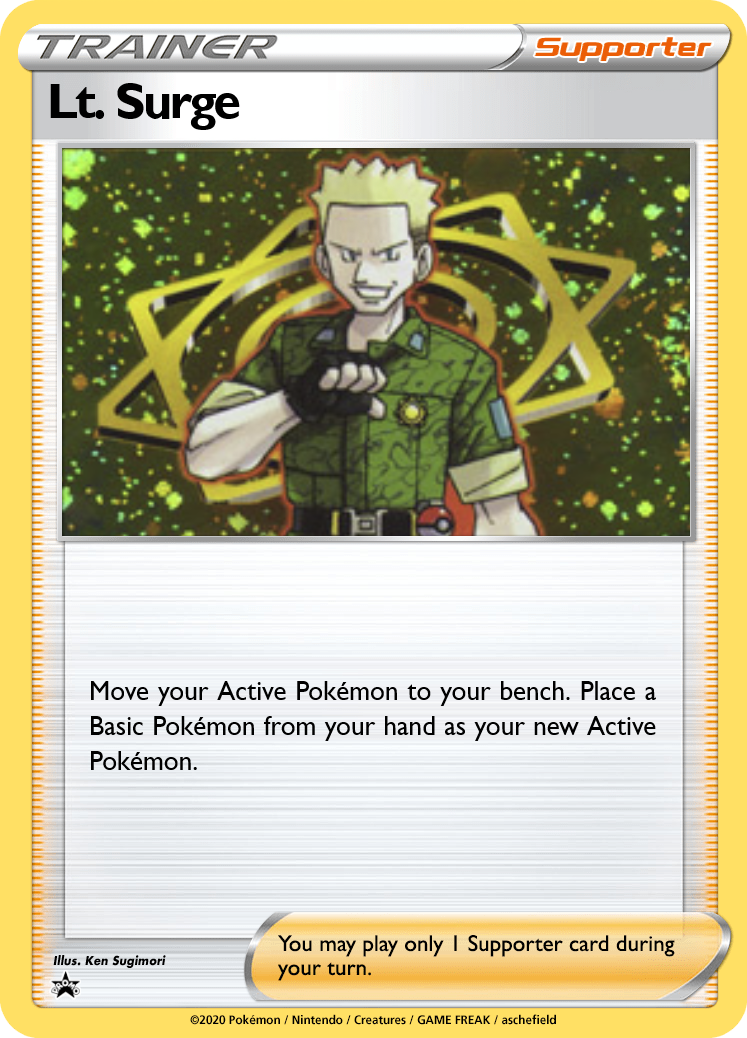 TRAINER
Supporter
Lt. Surge
Move your Active Pokémon to your bench. Place a
Basic Pokémon from your hand as your new Active
Pokémon.
You may play only 1 Supporter card during
your turn.
Illus. Ken Sugimori
PROMO
©2020 Pokémon / Nintendo / Creatures / GAME FREAK / aschefield